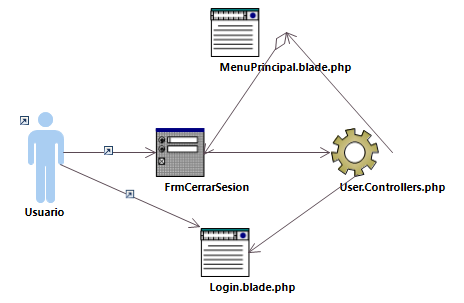 MenuPrincipal.blade.php
FrmCerrarSesion
User.Controllers.php
Usuario
Login.blade.php